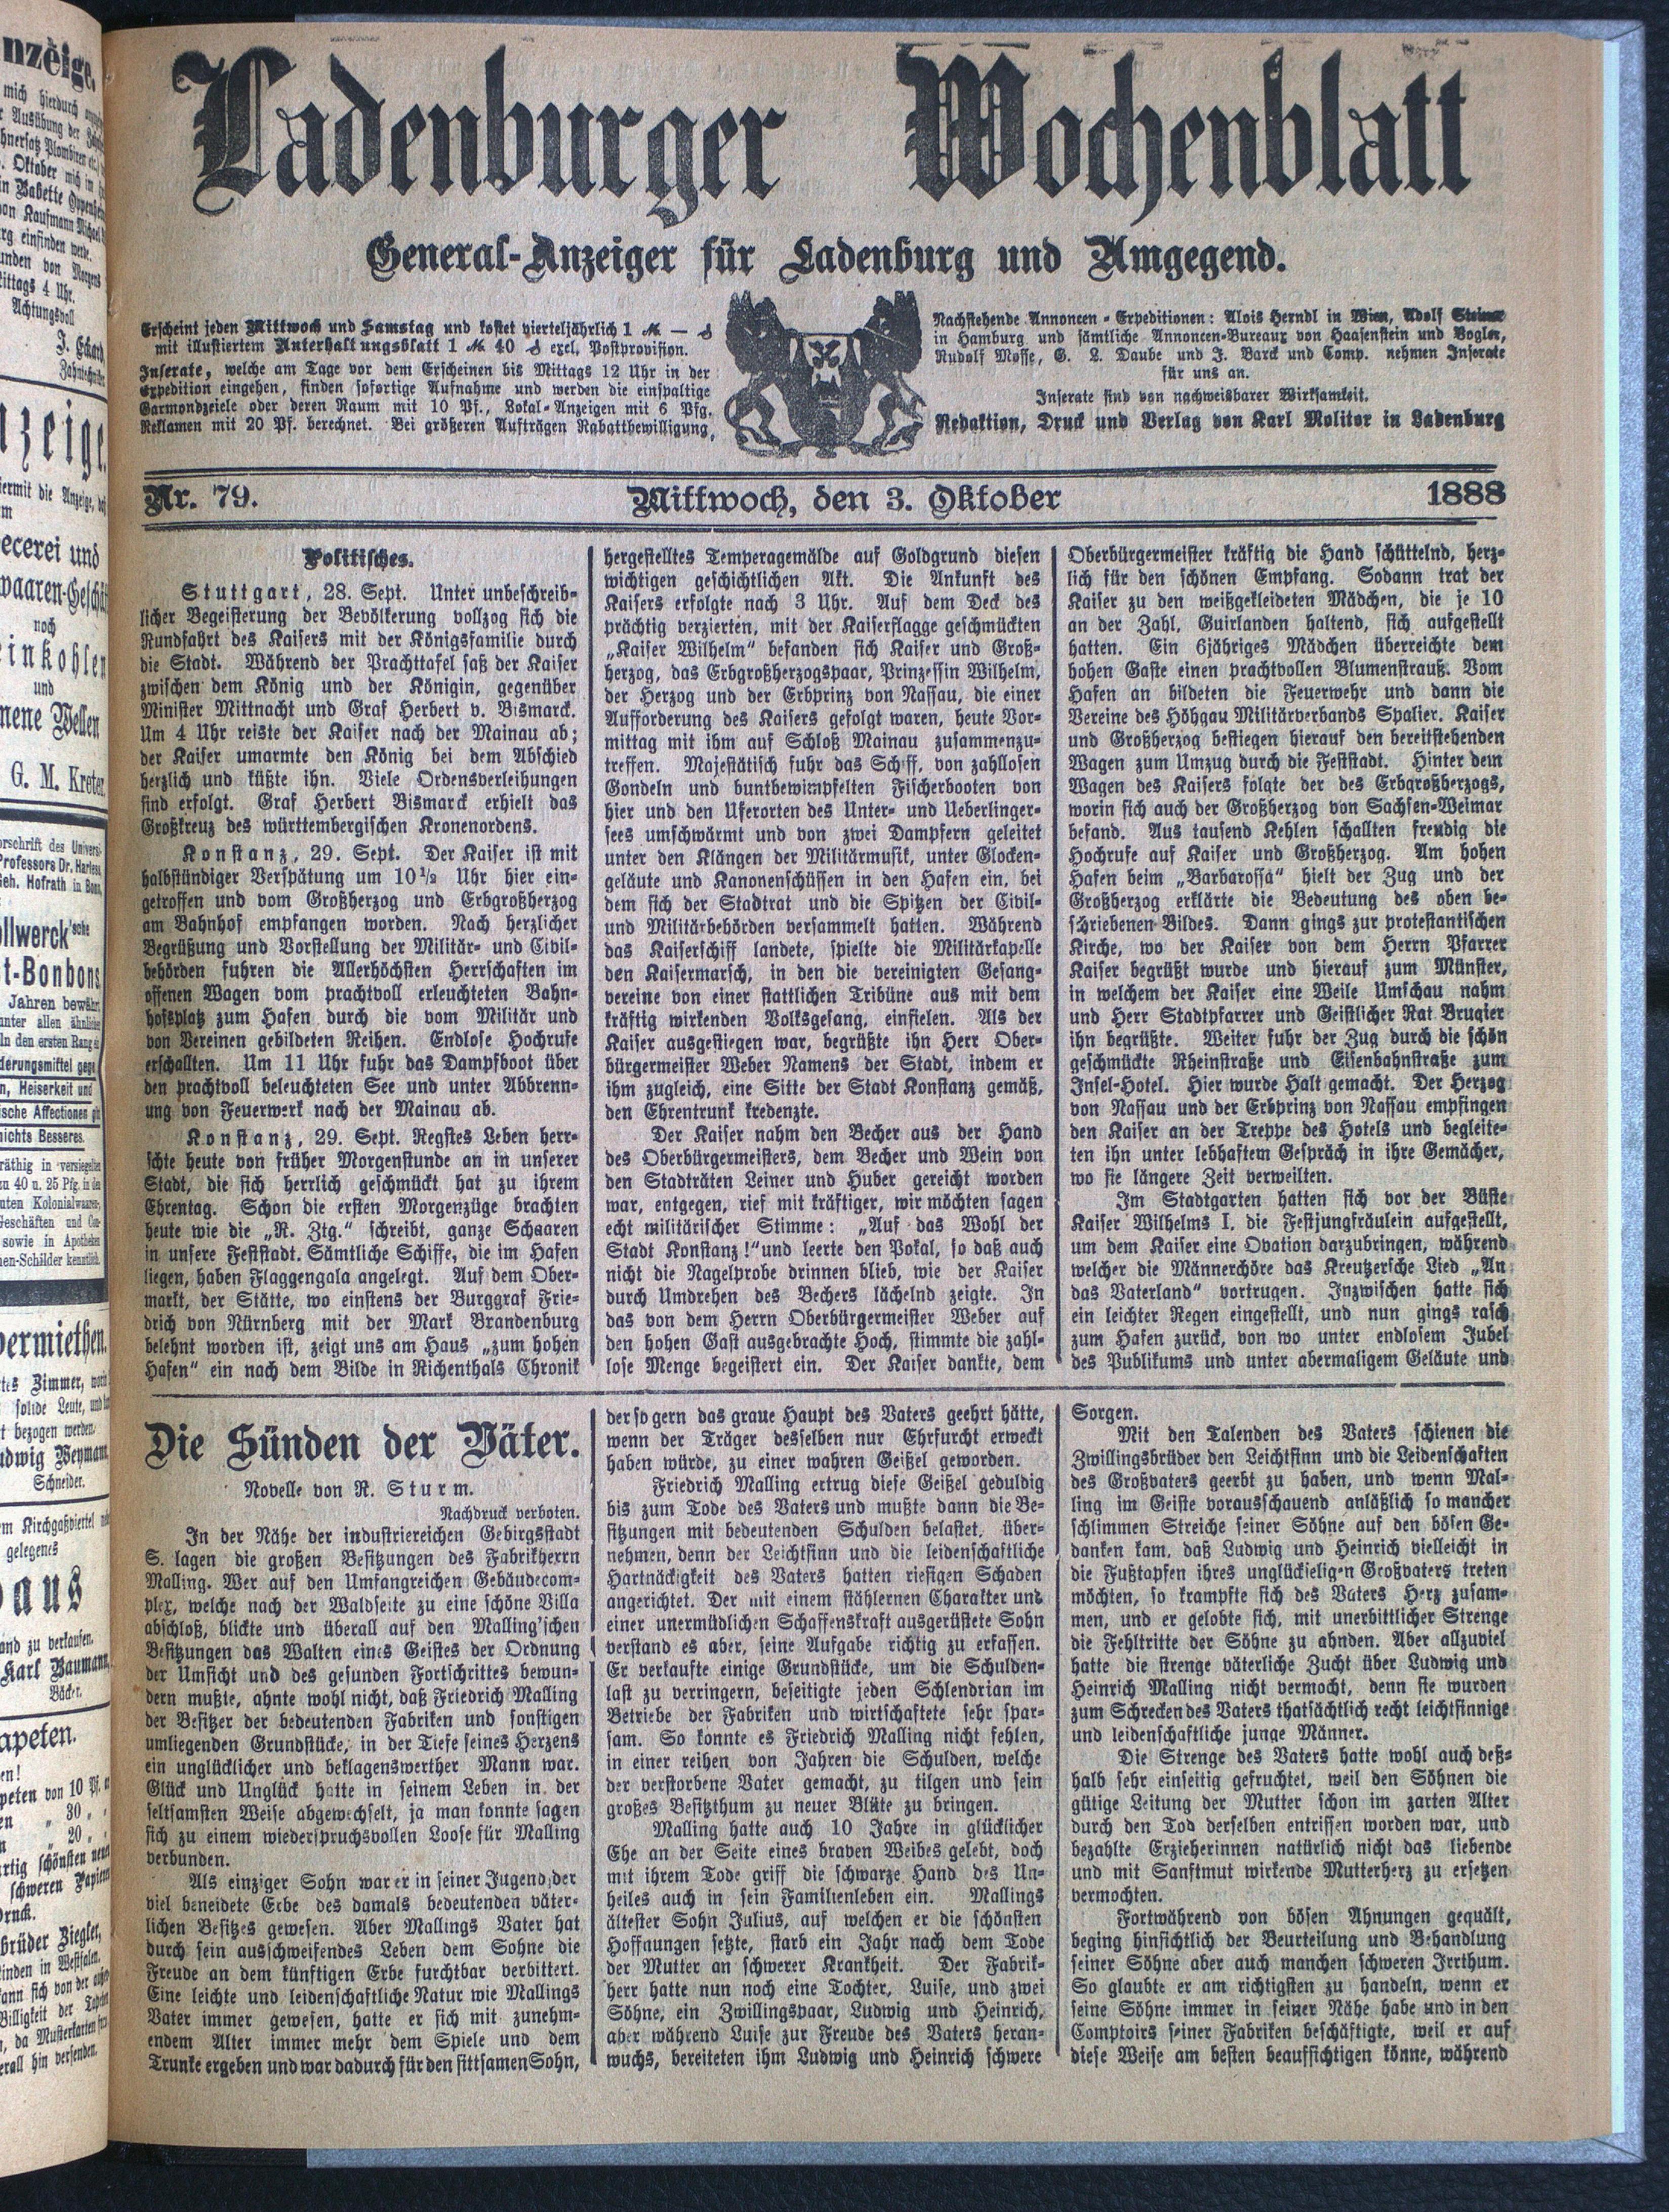 Ladenburger Wochenblatt
General-Anzeiger für Ladenburg und Umgegend.
Erscheint jeden Mittwoch und Samstag und kostet vierteljährlich 1 ℳ — ₰
mit illustiertem Unterhaltungsblatt 1 ℳ 40 ₰ excl. Postprovision.
Inserate, welche am Tage vor dem Erscheinen bis Mittags 12 Uhr in der
Expedition eingehen, finden sofortige Aufnahme und werden die einspaltige
Garmondzeile oder deren Raum mit 10 Pf., Lokal-Anzeigen mit 6 Pfg.
Reklamen mit 20 Pf. berechnet. Bei größeren Aufträgen Rabattbewilligung,
Nachstehende Annoncen-Expeditionen: Alois Herndl in Wien, Adolf Steiner
in Hamburg und sämtliche Annoncen-Bureaux von Haasenstein und Vogler,
Rudolf Mosse, G. L. Daube und J. Barck und Comp. nehmen Inserate
für uns an.
Inserate sind von nachweisbarer Wirksamkeit.
Redaktion, Druck und Verlag von Karl Molitor in Ladenburg
Nr. 79. Mittwoch, den 3. Oktober 1888
Politisches.
Stuttgart, 28. Sept. Unter unbeschreib-
licher Begeisterung der Bevölkerung vollzog sich die
Rundfahrt des Kaisers mit der Königsfamilie durch
die Stadt. Während der Prachttafel saß der Kaiser
zwischen dem König und der Königin, gegenüber
Minister Mittnacht und Graf Herbert v. Bismarck.
Um 4 Uhr reiste der Kaiser nach der Mainau ab;
der Kaiser umarmte den König bei dem Abschied
herzlich und küßte ihn. Viele Ordensverleihungen
sind erfolgt. Graf Herbert Bismarck erhielt das
Großkreuz des württembergischen Kronenordens.
Konstanz, 29. Sept. Der Kaiser ist mit
halbstündiger Verspätung um 10½ Uhr hier ein-
getroffen und vom Großherzog und Erbgroßherzog
am Bahnhof empfangen worden. Nach herzlicher
Begrüßung und Vorstellung der Militär- und Civil-
behörden fuhren die Allerhöchsten Herrschaften im
offenen Wagen vom prachtvoll erleuchteten Bahn-
hofsplatz zum Hafen durch die vom Militär und
von Vereinen gebildeten Reihen. Endlose Hochrufe
erschallten. Um 11 Uhr fuhr das Dampfboot über
den prachtvoll beleuchteten See und unter Abbrenn-
ung von Feuerwerk nach der Mainau ab.
Konstanz, 29. Sept. Regstes Leben herr-
schte heute von früher Morgenstunde an in unserer
Stadt, die sich herrlich geschmückt hat zu ihrem
Ehrentag. Schon die ersten Morgenzüge brachten
heute wie die „R. Ztg.“ schreibt, ganze Schaaren
in unsere Feststadt. Sämtliche Schiffe, die im Hafen
liegen, haben Flaggengala angelegt. Auf dem Ober-
markt, der Stätte, wo einstens der Burggraf Frie-
drich von Nürnberg mit der Mark Brandenburg
belehnt worden ist, zeigt uns am Haus „zum hohen
Hafen“ ein nach dem Bilde in Richenthals Chronik
hergestelltes Temperagemälde auf Goldgrund diesen
wichtigen geschichtlichen Akt. Die Ankunft des
Kaisers erfolgte nach 3 Uhr. Auf dem Deck des
prächtig verzierten, mit der Kaiserflagge geschmückten
„Kaiser Wilhelm“ befanden sich Kaiser und Groß-
herzog, das Erbgroßherzogspaar, Prinzessin Wilhelm,
der Herzog und der Erbprinz von Nassau, die einer
Aufforderung des Kaisers gefolgt waren, heute Vor-
mittag mit ihm auf Schloß Mainau zusammenzu-
treffen. Majestätisch fuhr das Schiff, von zahllosen
Gondeln und buntbewimpfelten Fischerbooten von
hier und den Uferorten des Unter- und Ueberlinger-
sees umschwärmt und von zwei Dampfern geleitet
unter den Klängen der Militärmusik, unter Glocken-
geläute und Kanonenschüssen in den Hafen ein, bei
dem sich der Stadtrat und die Spitzen der Civil-
und Militärbehörden versammelt hatten. Während
das Kaiserschiff landete, spielte die Militärkapelle
den Kaisermarsch, in den die vereinigten Gesang-
vereine von einer stattlichen Tribüne aus mit dem
kräftig wirkenden Volksgesang, einfielen. Als der
Kaiser ausgestiegen war, begrüßte ihn Herr Ober-
bürgermeister Weber Namens der Stadt, indem er
ihm zugleich, eine Sitte der Stadt Konstanz gemäß,
den Ehrentrunk kredenzte.
Der Kaiser nahm den Becher aus der Hand
des Oberbürgermeisters, dem Becher und Wein von
den Stadträten Leiner und Huber gereicht worden
war, entgegen, rief mit kräftiger, wir möchten sagen
echt militärischer Stimme: „Auf das Wohl der
Stadt Konstanz!“ und leerte den Pokal, so daß auch
nicht die Nagelprobe drinnen blieb, wie der Kaiser
durch Umdrehen des Bechers lächelnd zeigte. In
das von dem Herrn Oberbürgermeister Weber auf
den hohen Gast ausgebrachte Hoch, stimmte die zahl-
lose Menge begeistert ein. Der Kaiser dankte, dem
Oberbürgermeister kräftig die Hand schüttelnd, herz-
lich für den schönen Empfang. Sodann trat der
Kaiser zu den weißgekleideten Mädchen, die je 10
an der Zahl, Guirlanden haltend, sich aufgestellt
hatten. Ein 6jähriges Mädchen überreichte dem
hohen Gaste einen prachtvollen Blumenstrauß. Vom
Hafen an bildeten die Feuerwehr und dann die
Vereine des Höhgau Militärverbands Spalier. Kaiser
und Großherzog bestiegen hierauf den bereitstehenden
Wagen zum Umzug durch die Feststadt. Hinter dem
Wagen des Kaisers folgte der des Erbgroßherzogs,
worin sich auch der Großherzog von Sachsen-Weimar
befand. Aus tausend Kehlen schallten freudig die
Hochrufe auf Kaiser und Großherzog. Am hohen
Hafen beim „Barbarossa“ hielt der Zug und der
Großherzog erklärte die Bedeutung des oben be-
schriebenen Bildes. Dann gings zur protestantischen
Kirche, wo der Kaiser von dem Herrn Pfarrer
Kaiser begrüßt wurde und hierauf zum Münster,
in welchem der Kaiser eine Weile Umschau nahm
und Herr Stadtpfarrer und Geistlicher Rat Brugier
ihn begrüßte. Weiter fuhr der Zug durch die schön
geschmückte Rheinstraße und Eisenbahnstraße zum
Insel-Hotel. Hier wurde Halt gemacht. Der Herzog
von Nassau und der Erbprinz von Nassau empfingen
den Kaiser an der Treppe des Hotels und begleite-
ten ihn unter lebhaftem Gespräch in ihre Gemächer,
wo sie längere Zeit verweilten.
Im Stadtgarten hatten sich vor der Büste
Kaiser Wilhelms I. die Festjungfräulein aufgestellt,
um dem Kaiser eine Ovation darzubringen, während
welcher die Männerchöre das Kreutzersche Lied „An
das Vaterland“ vortrugen. Inzwischen hatte sich
ein leichter Regen eingestellt, und nun gings rasch
zum Hafen zurück, von wo unter endlosem Jubel
des Publikums und unter abermaligem Geläute und
Die Sünden der Väter.
Novelle von R. Sturm.
Nachdruck verboten.
In der Nähe der industriereichen Gebirgsstadt
S. lagen die großen Besitzungen des Fabrikherrn
Malling. Wer auf den Umfangreichen Gebäudecom-
plex, welche nach der Waldseite zu eine schöne Villa
abschloß, blickte und überall auf den Malling'schen
Besitzungen das Walten eines Geistes der Ordnung
der Umsicht und des gesunden Fortschrittes bewun-
dern mußte, ahnte wohl nicht, daß Friedrich Malling
der Besitzer der bedeutenden Fabriken und sonstigen
umliegenden Grundstücke, in der Tiefe seines Herzens
ein unglücklicher und beklagenswerther Mann war.
Glück und Unglück hatte in seinem Leben in der
seltsamsten Weise abgewechselt, ja man konnte sagen
sich zu einem wiederspruchsvollen Loose für Malling
verbunden.
Als einziger Sohn war er in seiner Jugend, der
viel beneidete Erbe des damals bedeutenden väter-
lichen Besitzes gewesen. Aber Mallings Vater hat
durch sein ausschweifendes Leben dem Sohne die
Freude an dem künftigen Erbe furchtbar verbittert.
Eine leichte und leidenschaftliche Natur wie Mallings
Vater immer gewesen, hatte er sich mit zunehm-
endem Alter immer mehr dem Spiele und dem
Trunke ergeben und war dadurch für den sittsamen Sohn,
der so gern das graue Haupt des Vaters geehrt hätte,
wenn der Träger desselben nur Ehrfurcht erweckt
haben würde, zu einer wahren Geißel geworden.
Friedrich Malling ertrug diese Geißel geduldig
bis zum Tode des Vaters und mußte dann die Be-
sitzungen mit bedeutenden Schulden belastet, über-
nehmen, denn der Leichtsinn und die leidenschaftliche
Hartnäckigkeit des Vaters hatten riesigen Schaden
angerichtet. Der mit einem stählernen Charakter und
einer unermüdlichen Schaffenskraft ausgerüstete Sohn
verstand es aber, seine Aufgabe richtig zu erfassen.
Er verkaufte einige Grundstücke, um die Schulden-
last zu verringern, beseitigte jeden Schlendrian im
Betriebe der Fabriken und wirtschaftete sehr spar-
sam. So konnte es Friedrich Malling nicht fehlen,
in einer reihen von Jahren die Schulden, welche
der verstorbene Vater gemacht, zu tilgen und sein
großes Besitzthum zu neuer Blüte zu bringen.
Malling hatte auch 10 Jahre in glücklicher
Ehe an der Seite eines braven Weibes gelebt, doch
mit ihrem Tode griff die schwarze Hand des Un-
heiles auch in sein Familienleben ein. Mallings
ältester Sohn Julius, auf welchen er die schönsten
Hoffnungen setzte, starb ein Jahr nach dem Tode
der Mutter an schwerer Krankheit. Der Fabrik-
herr hatte nun noch eine Tochter, Luise, und zwei
Söhne, ein Zwillingspaar, Ludwig und Heinrich,
aber während Luise zur Freude des Vaters heran-
wuchs, bereiteten ihm Ludwig und Heinrich schwere
Sorgen.
Mit den Talenden des Vaters schienen die
Zwillingsbrüder den Leichtsinn und die Leidenschaften
des Großvaters geerbt zu haben, und wenn Mal-
ling im Geiste vorausschauend anläßlich so mancher
schlimmen Streiche seiner Söhne auf den bösen Ge-
danken kam, daß Ludwig und Heinrich vielleicht in
die Fußtapfen ihres unglückseligen Großvaters treten
möchten, so krampfte sich des Vaters Herz zusam-
men, und er gelobte sich, mit unerbittlicher Strenge
die Fehltritte der Söhne zu ahnden. Aber allzuviel
hatte die strenge väterliche Zucht über Ludwig und
Heinrich Malling nicht vermocht, denn sie wurden
zum Schrecken des Vaters thatsächlich recht leichtsinnige
und leidenschaftliche junge Männer.
Die Strenge des Vaters hatte wohl auch deß-
halb sehr einseitig gefruchtet, weil den Söhnen die
gütige Leitung der Mutter schon im zarten Alter
durch den Tod derselben entrissen worden war, und
bezahlte Erzieherinnen natürlich nicht das liebende
und mit Sanftmut wirkende Mutterherz zu ersetzen
vermochten.
Fortwährend von bösen Ahnungen gequält,
beging hinsichtlich der Beurteilung und Behandlung
seiner Söhne aber auch manchen schweren Irrthum.
So glaubte er am richtigsten zu handeln, wenn er
seine Söhne immer in seiner Nähe habe und in den
Comptoirs seiner Fabriken beschäftigte, weil er auf
diese Weise am besten beaufsichtigen könne, während